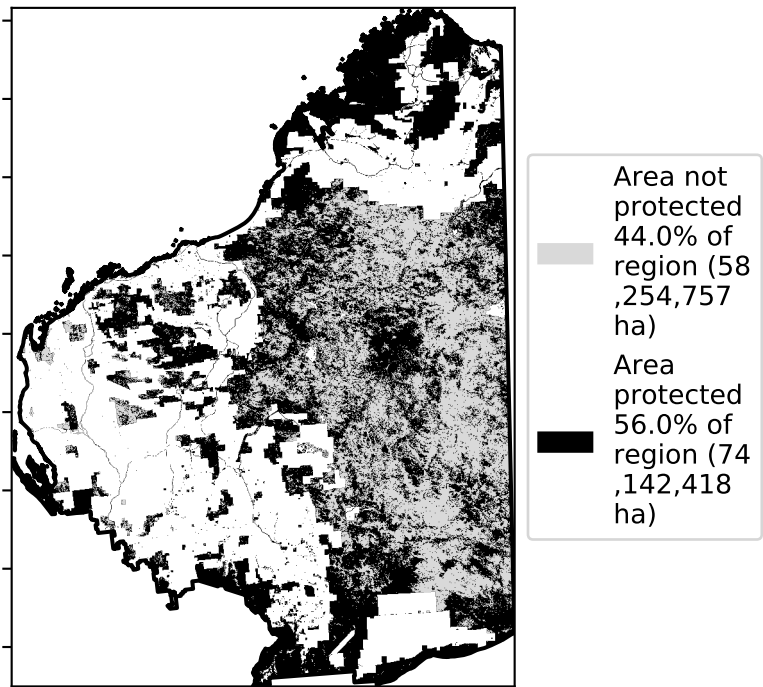 Area not
protected
44.0% of
region (58
,254,757
ha)
Area
protected
56.0% of
region (74
,142,418
ha)